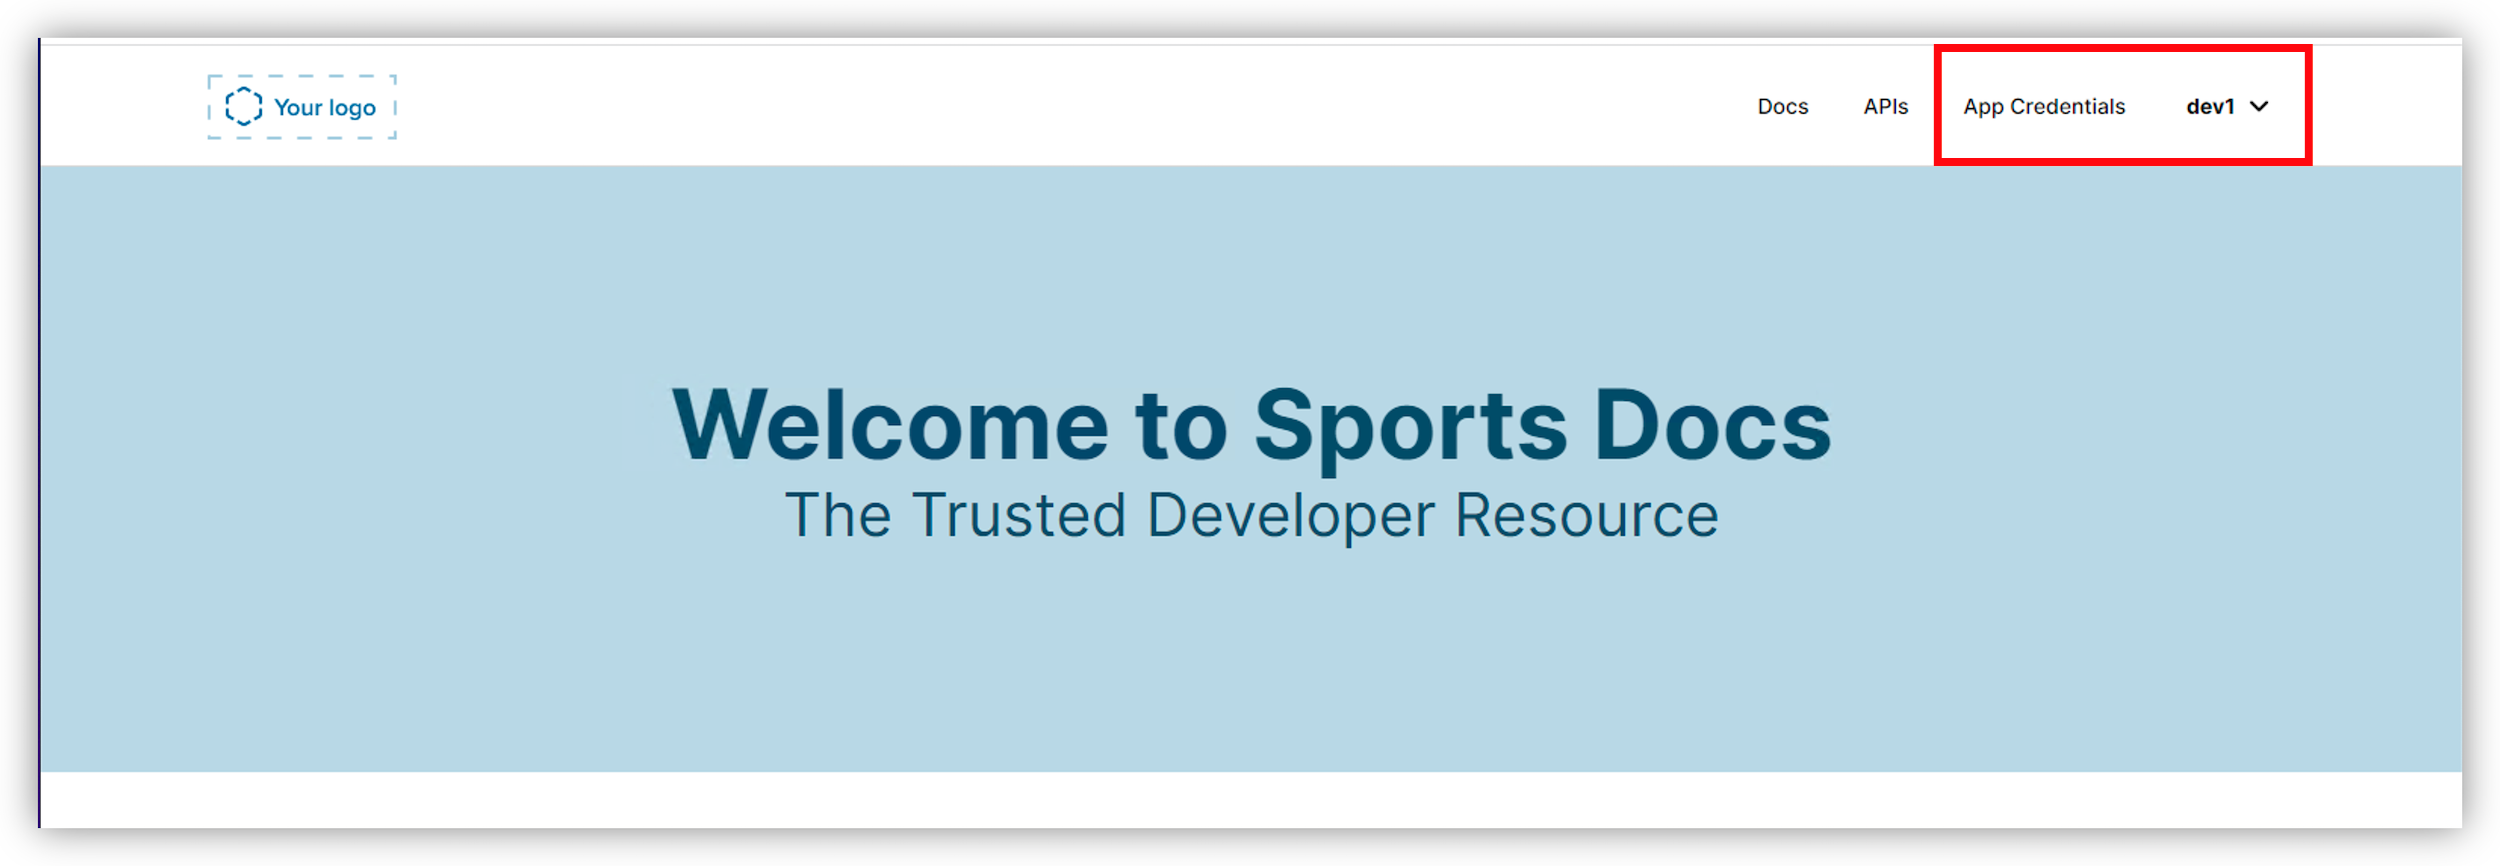 Your logo Docs APIs App Credentials dev1
Welcome to Sports Docs
The Trusted Developer Resource